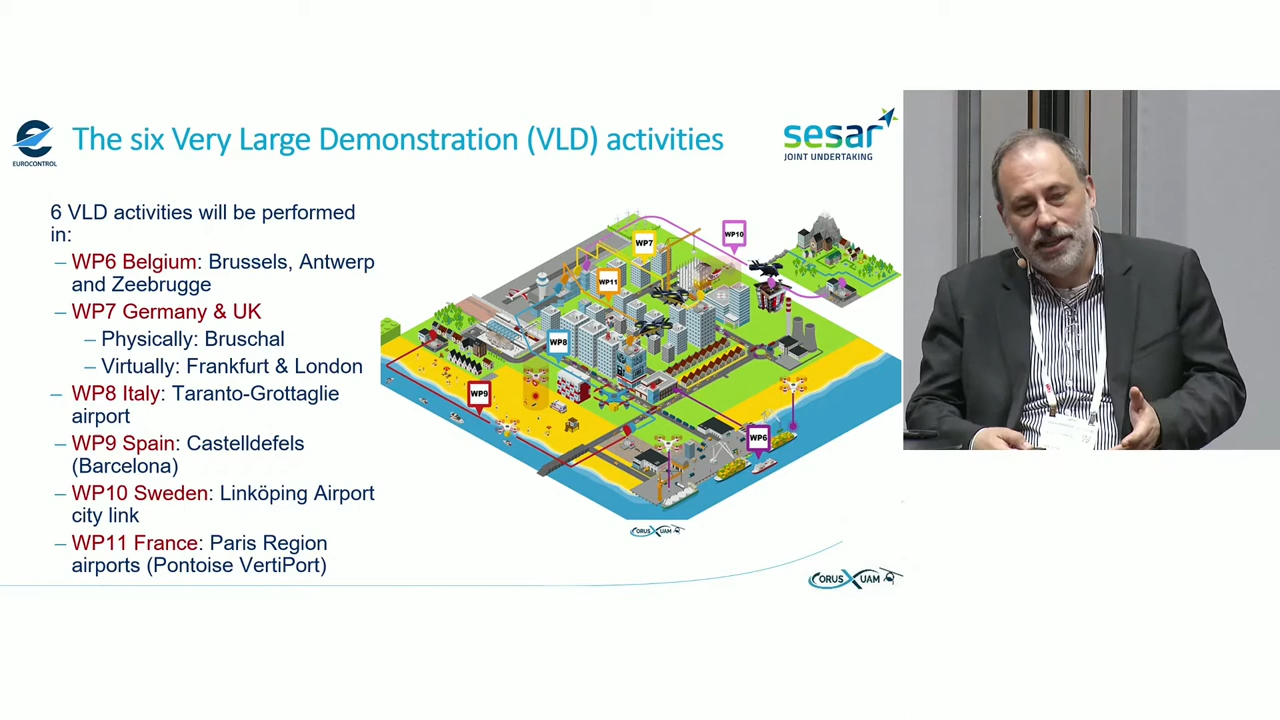 The six Very Large Demonstration (VLD) activities
EUROCONTROL
sesar
JOINT UNDERTAKING
6 VLD activities will be performed
in:
– WP6 Belgium: Brussels, Antwerp
and Zeebrugge
– WP7 Germany & UK
– Physically: Bruschal
– Virtually: Frankfurt & London
– WP8 Italy: Taranto-Grottaglie
airport
– WP9 Spain: Castelldefels
(Barcelona)
– WP10 Sweden: Linköping Airport
city link
– WP11 France: Paris Region
airports (Pontoise VertiPort)
WP10
WP7
WP11
WP8
WP9
WP6
CORUS X UAM
CORUS X UAM